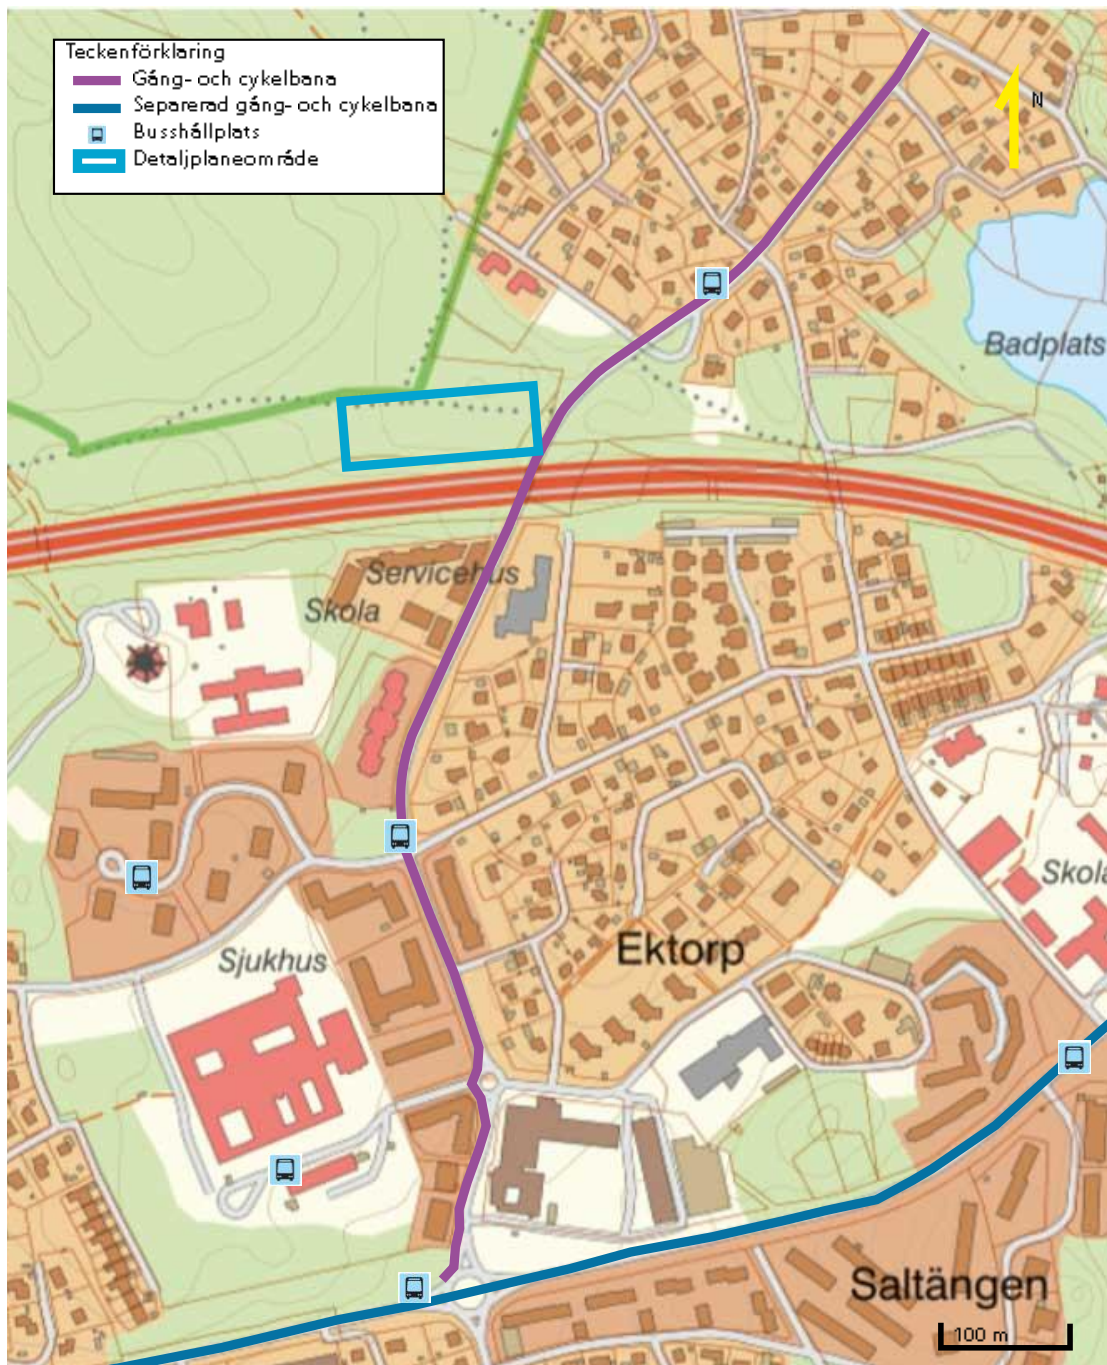 Teckenförklaring
Gång- och cykelbana
Separerad gång- och cykelbana
Busshållplats
Detaljplaneområde
N
Badplats
Servicehus
Skola
Skola
Sjukhus
Ektorp
Saltängen
100 m